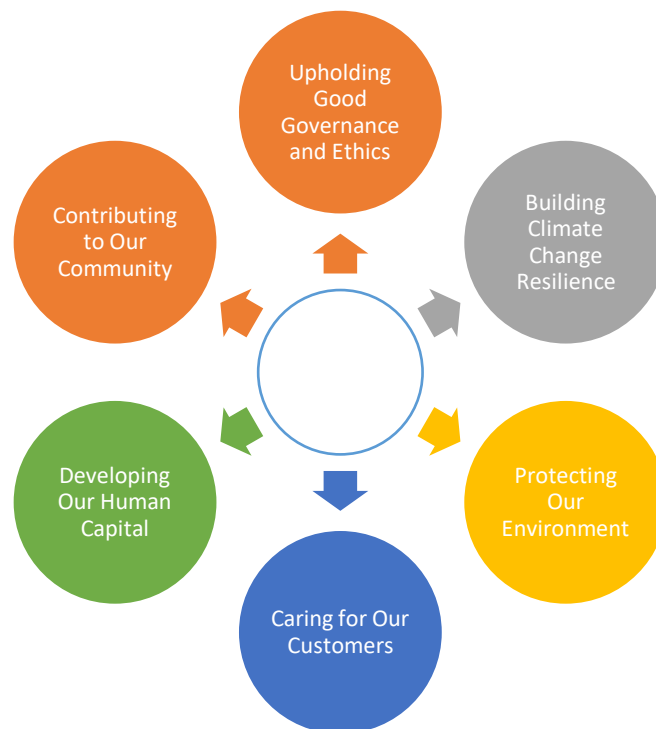 Upholding
Good
Governance
and Ethics
Building
Climate
Change
Resilience
Protecting
Our
Environment
Caring for Our
Customers
Developing
Our Human
Capital
Contributing
to Our
Community